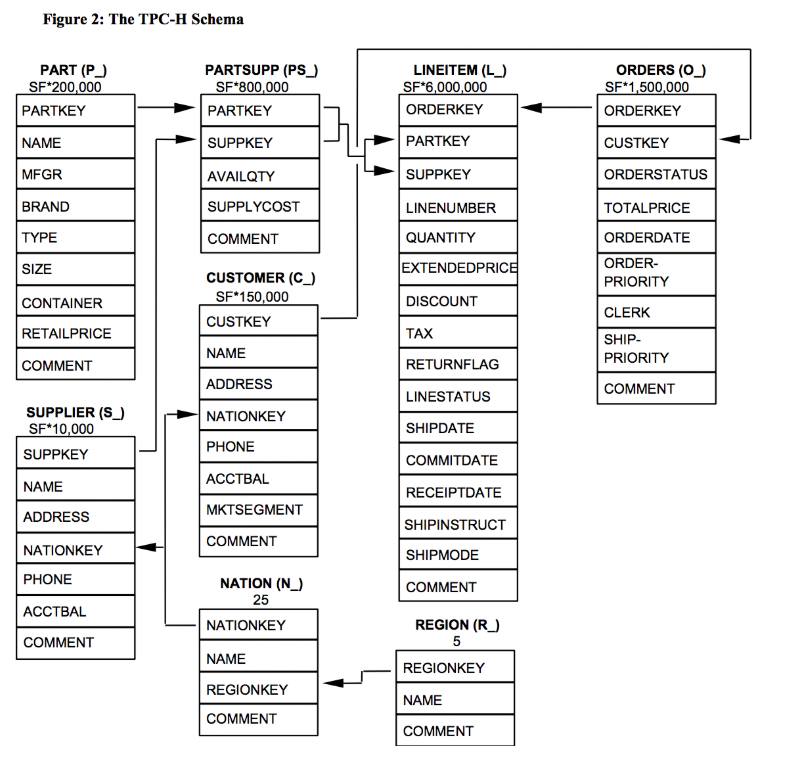 Figure 2: The TPC-H Schema
PART (P_)
SF*200,000
PARTKEY
NAME
MFGR
BRAND
TYPE
SIZE
CONTAINER
RETAILPRICE
COMMENT
SUPPLIER (S_)
SF*10,000
SUPPKEY
NAME
ADDRESS
NATIONKEY
PHONE
ACCTBAL
COMMENT
PARTSUPP (PS_)
SF*800,000
PARTKEY
SUPPKEY
AVAILQTY
SUPPLYCOST
COMMENT
CUSTOMER (C_)
SF*150,000
CUSTKEY
NAME
ADDRESS
NATIONKEY
PHONE
ACCTBAL
MKTSEGMENT
COMMENT
NATION (N_)
25
NATIONKEY
NAME
REGIONKEY
COMMENT
LINEITEM (L_)
SF*6,000,000
ORDERKEY
PARTKEY
SUPPKEY
LINENUMBER
QUANTITY
EXTENDEDPRICE
DISCOUNT
TAX
RETURNFLAG
LINESTATUS
SHIPDATE
COMMITDATE
RECEIPTDATE
SHIPINSTRUCT
SHIPMODE
COMMENT
REGION (R_)
5
REGIONKEY
NAME
COMMENT
ORDERS (O_)
SF*1,500,000
ORDERKEY
CUSTKEY
ORDERSTATUS
TOTALPRICE
ORDERDATE
ORDER-
PRIORITY
CLERK
SHIP-
PRIORITY
COMMENT